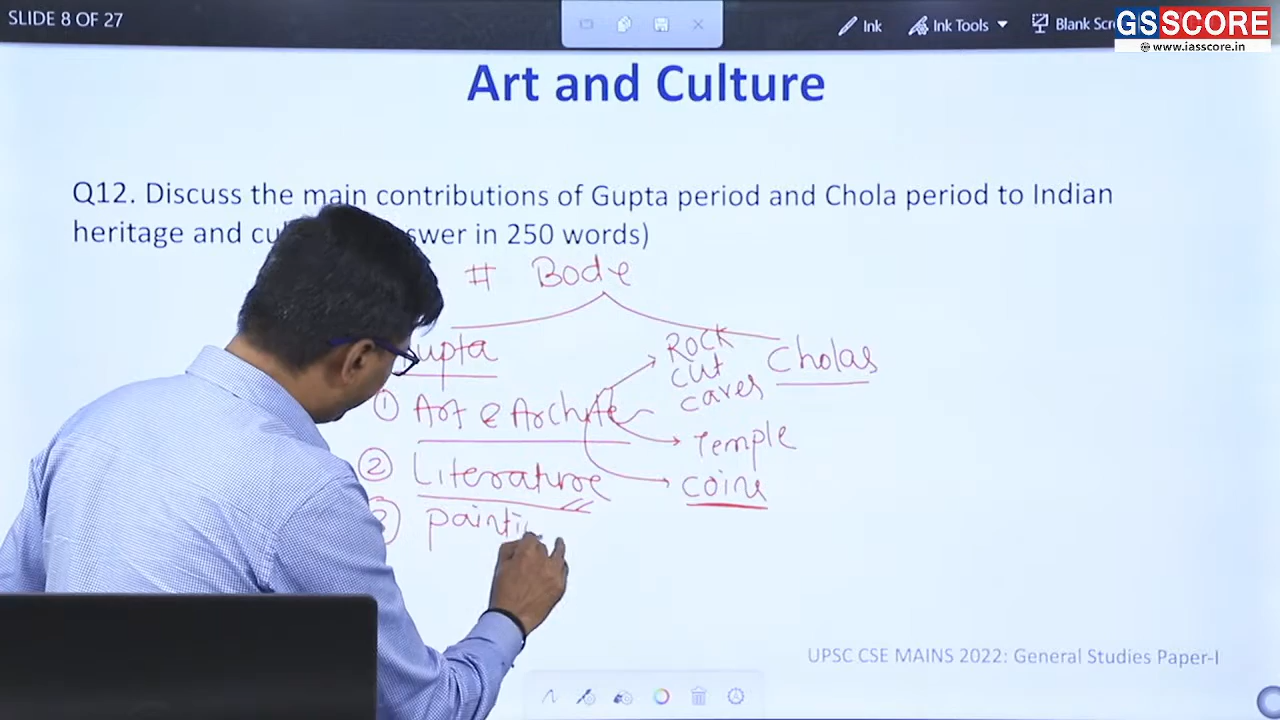 SLIDE 8 OF 27
Ink
Ink Tools
Blank Scr
GSSCORE
www.iasscore.in
Art and Culture
Q12. Discuss the main contributions of Gupta period and Chola period to Indian
heritage and cu swer in 250 words)
# Bode
upta
Rock
cut
caves
Cholas
① Art & Archite
Temple
② Literature
coins
painti
UPSC CSE MAINS 2022: General Studies Paper-I